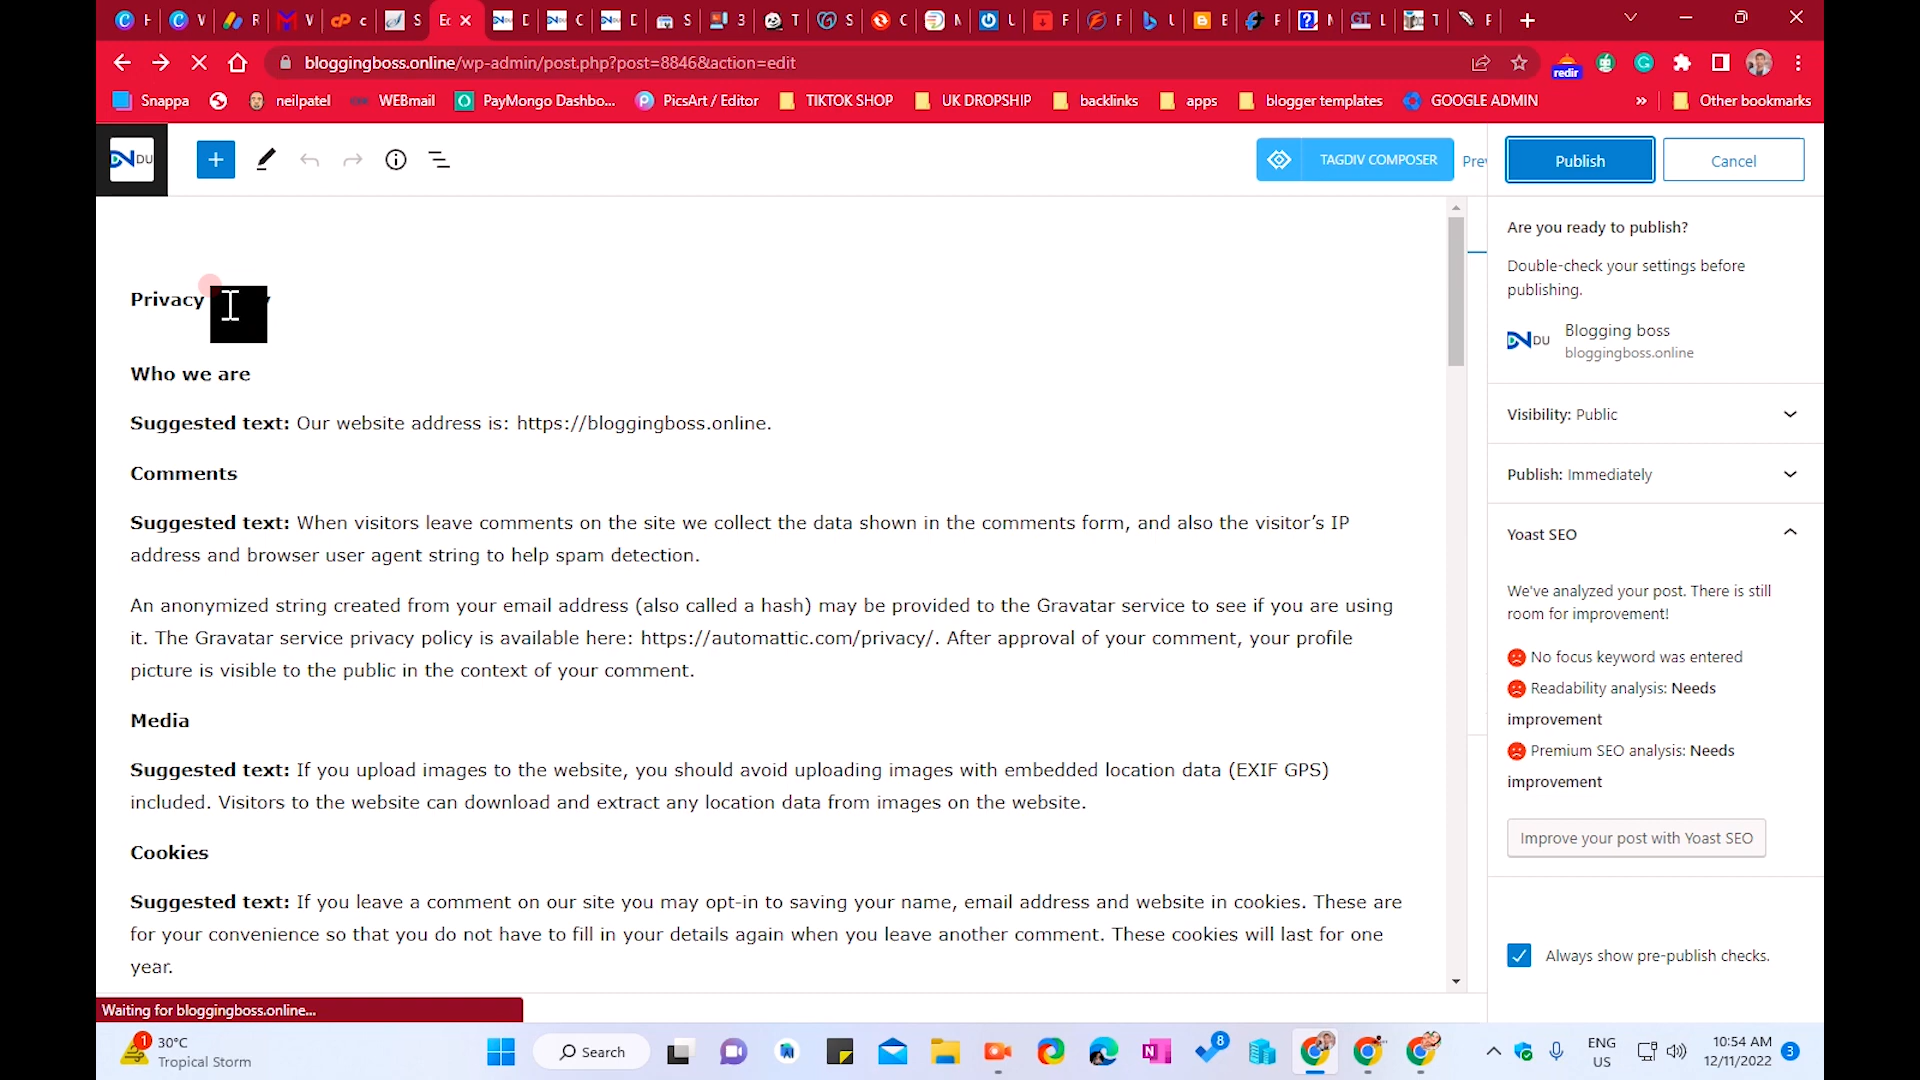 F V R V c S Ec D C D S 3 T S C M U F F U B F M L T F
bloggingboss.online/wp-admin/post.php?post=8846&action=edit
redir
Snappa neilpatel WEBmail PayMongo Dashbo... PicsArt / Editor TIKTOK SHOP UK DROPSHIP backlinks apps blogger templates GOOGLE ADMIN » Other bookmarks
DN DU
TAGDIV COMPOSER Prev
Publish Cancel
Are you ready to publish?
Double-check your settings before
publishing.
DN DU
Blogging boss
bloggingboss.online
Visibility: Public
Publish: Immediately
Yoast SEO
We've analyzed your post. There is still
room for improvement!
No focus keyword was entered
Readability analysis: Needs
improvement
Premium SEO analysis: Needs
improvement
Improve your post with Yoast SEO
Always show pre-publish checks.
Privacy
Who we are
Suggested text: Our website address is: https://bloggingboss.online.
Comments
Suggested text: When visitors leave comments on the site we collect the data shown in the comments form, and also the visitor’s IP
address and browser user agent string to help spam detection.
An anonymized string created from your email address (also called a hash) may be provided to the Gravatar service to see if you are using
it. The Gravatar service privacy policy is available here: https://automattic.com/privacy/. After approval of your comment, your profile
picture is visible to the public in the context of your comment.
Media
Suggested text: If you upload images to the website, you should avoid uploading images with embedded location data (EXIF GPS)
included. Visitors to the website can download and extract any location data from images on the website.
Cookies
Suggested text: If you leave a comment on our site you may opt-in to saving your name, email address and website in cookies. These are
for your convenience so that you do not have to fill in your details again when you leave another comment. These cookies will last for one
year.
Waiting for bloggingboss.online...
1 30°C
Tropical Storm
Search
8
ENG
US
10:54 AM
12/11/2022
3